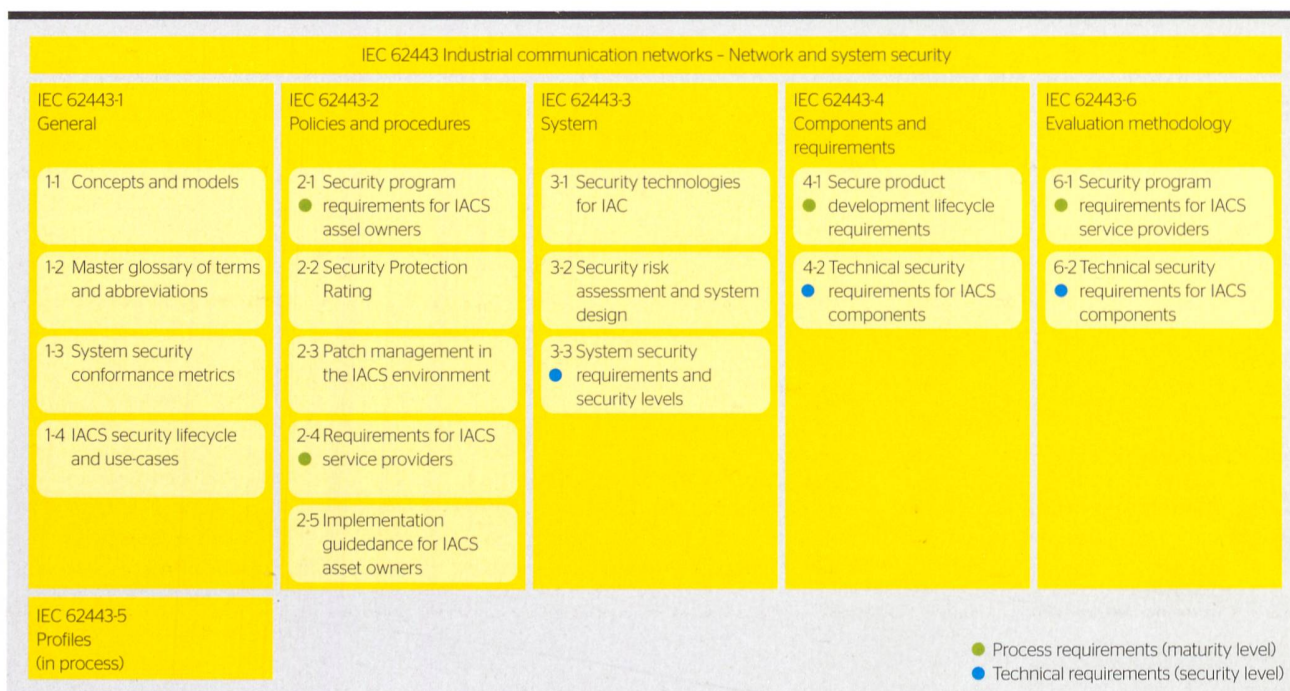 IEC 62443 Industrial communication networks – Network and system security
IEC 62443-1
General
1-1 Concepts and models
1-2 Master glossary of terms
and abbreviations
1-3 System security
conformance metrics
1-4 IACS security lifecycle
and use-cases
IEC 62443-2
Policies and procedures
2-1 Security program
requirements for IACS
asset owners
2-2 Security Protection
Rating
2-3 Patch management in
the IACS environment
2-4 Requirements for IACS
service providers
2-5 Implementation
guidedance for IACS
asset owners
IEC 62443-3
System
3-1 Security technologies
for IAC
3-2 Security risk
assessment and system
design
3-3 System security
requirements and
security levels
IEC 62443-4
Components and
requirements
4-1 Secure product
development lifecycle
requirements
4-2 Technical security
requirements for IACS
components
IEC 62443-6
Evaluation methodology
6-1 Security program
requirements for IACS
service providers
6-2 Technical security
requirements for IACS
components
IEC 62443-5
Profiles
(in process)
Process requirements (maturity level)
Technical requirements (security level)